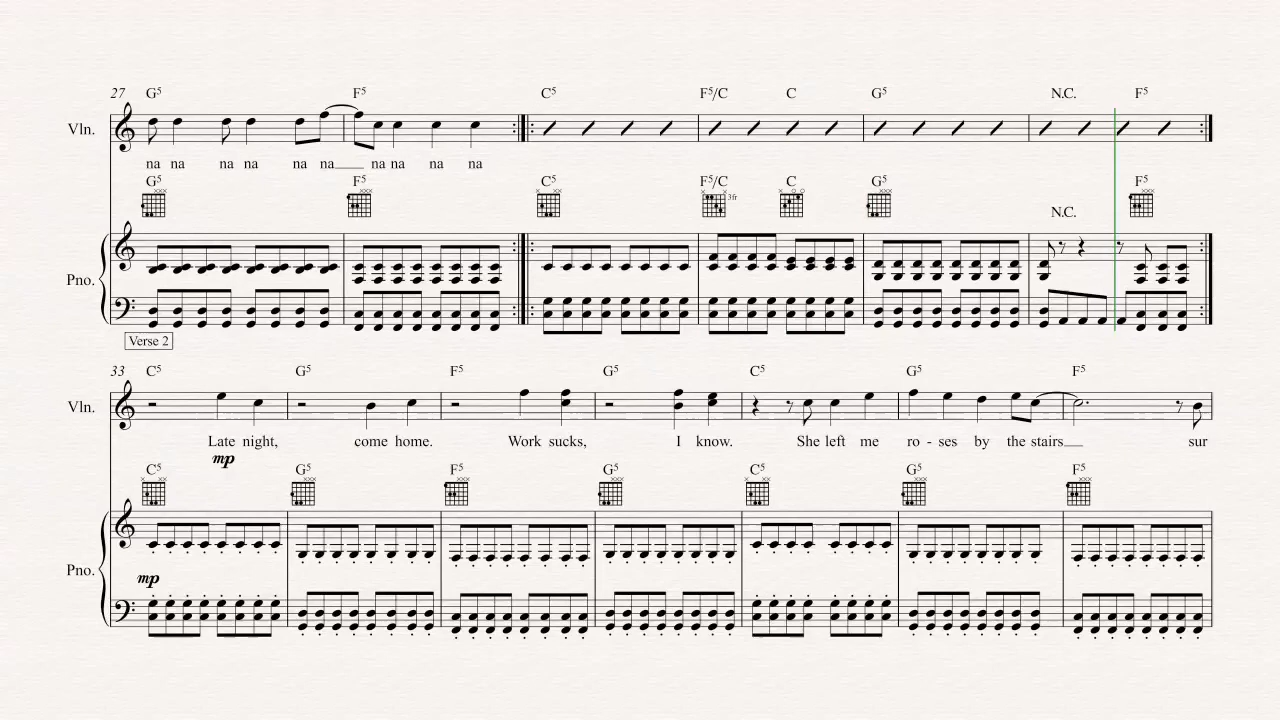 27 G5 F5 C5 F5/C C G5 N.C. F5
Vln.
na na na na na na na na na na
G5 F5 C5 F5/C 3fr C G5 N.C. F5
Pno.
Verse 2
33 C5 G5 F5 G5 C5 G5 F5
Vln.
Late night, come home. Work sucks, I know. She left me ro - ses by the stairs sur
mp
C5 G5 F5 G5 C5 G5 F5
Pno.
mp